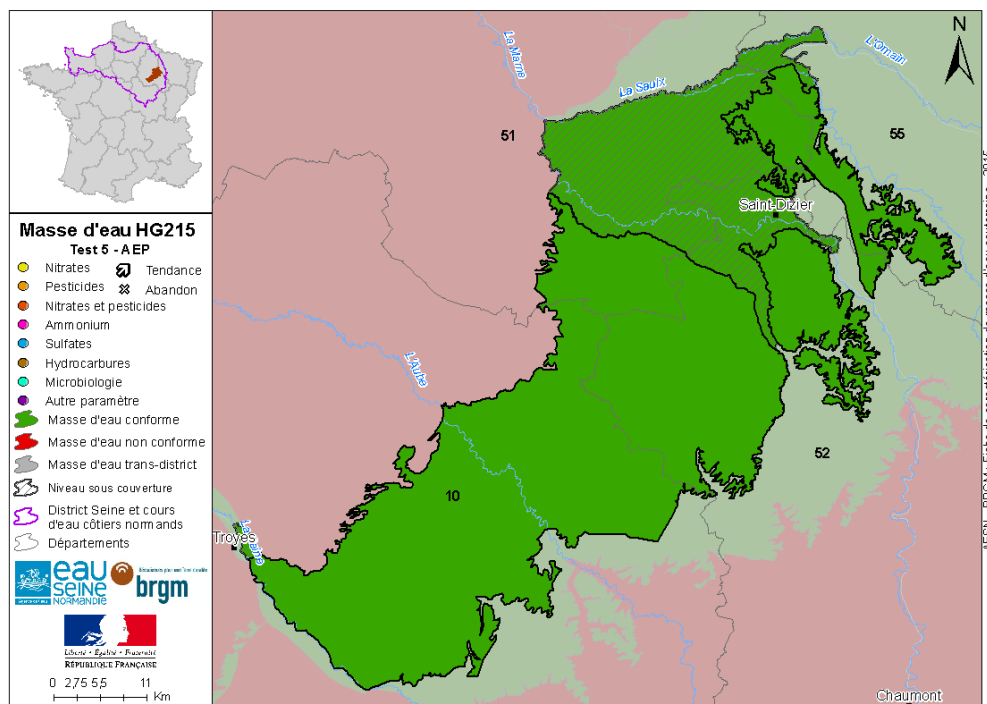 Masse d'eau HG215
Test 5 - AEP
Nitrates
Tendance
Pesticides
Abandon
Nitrates et pesticides
Ammonium
Sulfates
Hydrocarbures
Microbiologie
Autre paramètre
Masse d'eau conforme
Masse d'eau non conforme
Masse d'eau trans-district
Niveau sous couverture
District Seine et cours
d'eau côtiers normands
Départements
eau
SEINE
NORMANDIE
brgm
Liberté • Égalité • Fraternité
RÉPUBLIQUE FRANÇAISE
0 2,75 5,5 11
Km
N
La Marne
L'Ornain
La Saulx
51
55
Saint-Dizier
L'Aube
52
10
Troyes
La Seine
Chaumont